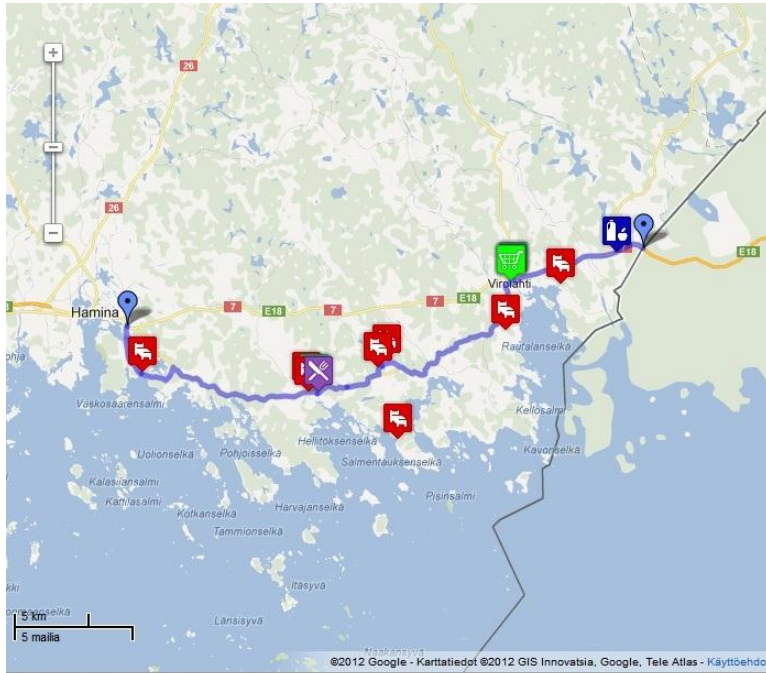 26
26
E18
Virolahti
Hamina
7
E18
7
7
E18
Rautalanselkä
Vaskosaarensalmi
Kellosalmi
Hellitöksenselkä
Uolionselkä
Pohjoisselkä
Kavonselkä
Salmentauksenselkä
Kalasiiansalmi
Kattilasalmi
Pisinsalmi
Kotkanselkä
Harvajanselkä
Tammionselkä
Itäsyvä
Länsisyvä
5 km
5 mailia
Naakansyvä
©2012 Google - Karttatiedot ©2012 GIS Innovatsia, Google, Tele Atlas - Käyttöehdo